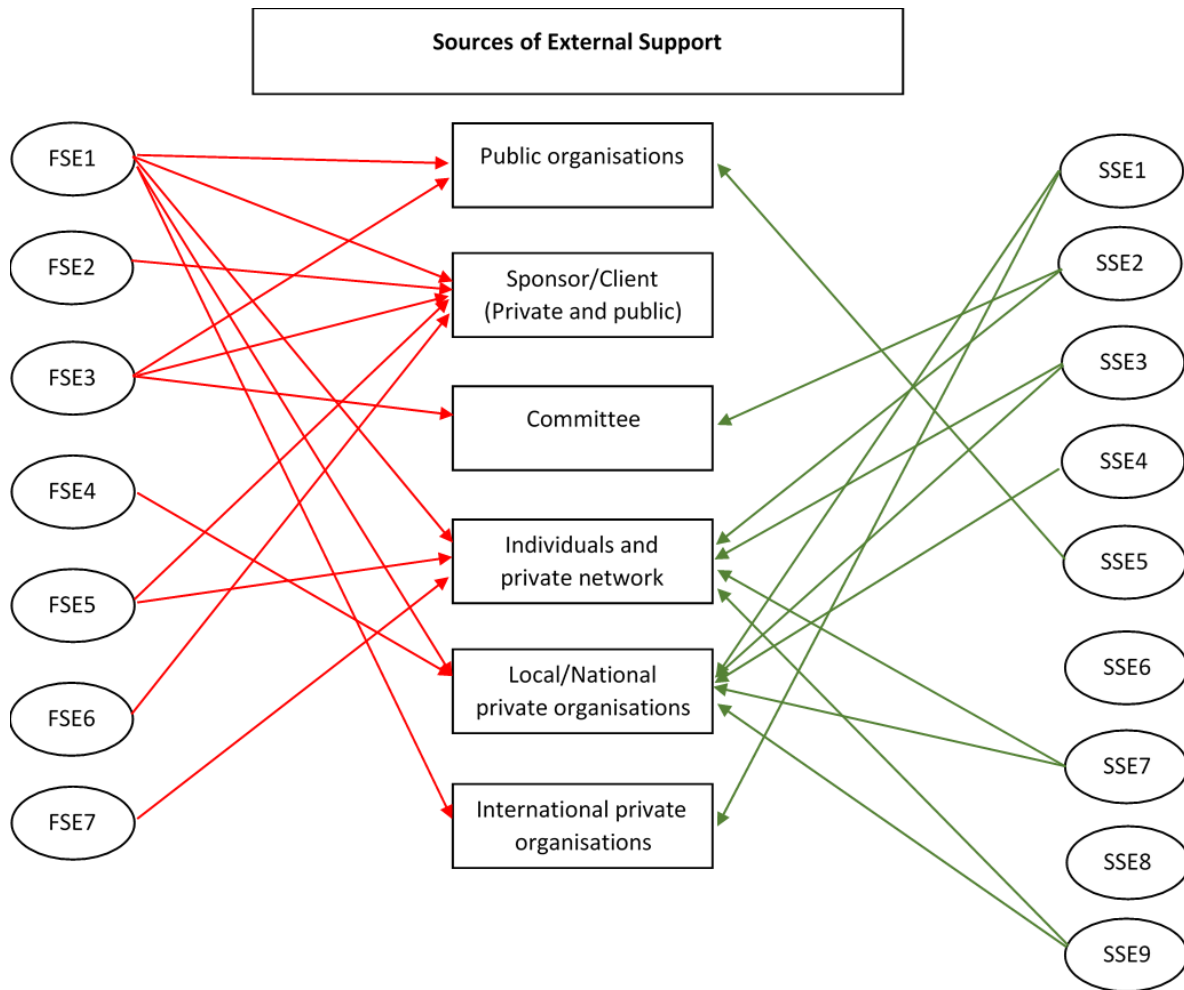 Sources of External Support
FSE1
FSE2
FSE3
FSE4
FSE5
FSE6
FSE7
Public organisations
Sponsor/Client
(Private and public)
Committee
Individuals and
private network
Local/National
private organisations
International private
organisations
SSE1
SSE2
SSE3
SSE4
SSE5
SSE6
SSE7
SSE8
SSE9